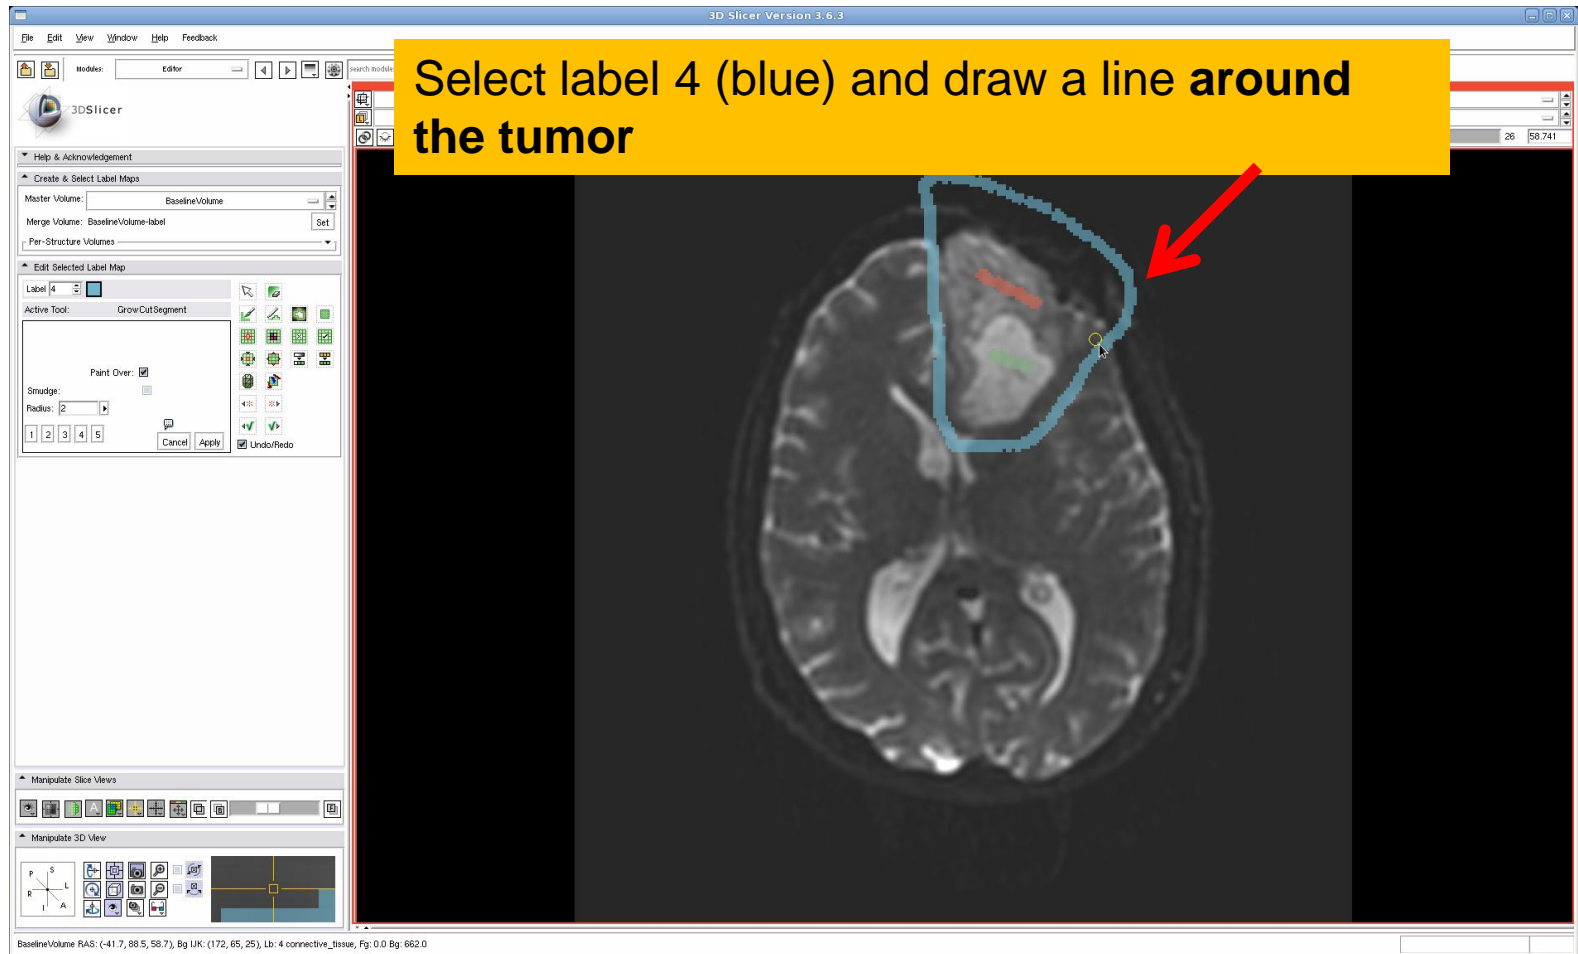 3D Slicer Version 3.6.3
File Edit View Window Help Feedback
Modules: Editor
search module
Select label 4 (blue) and draw a line around
the tumor
3DSlicer
26 58.741
Help & Acknowledgement
Create & Select Label Maps
Master Volume: BaselineVolume
Merge Volume: BaselineVolume-label Set
Per-Structure Volumes
Edit Selected Label Map
Label 4
Active Tool: GrowCutSegment
Paint Over:
Smudge:
Radius: 2
1 2 3 4 5
Cancel Apply
Undo/Redo
Manipulate Slice Views
Manipulate 3D View
P S
R L
I A
BaselineVolume RAS: (-41.7, 88.5, 58.7), Bg IJK: (172, 65, 25), Lb: 4 connective_tissue, Fg: 0.0 Bg: 662.0